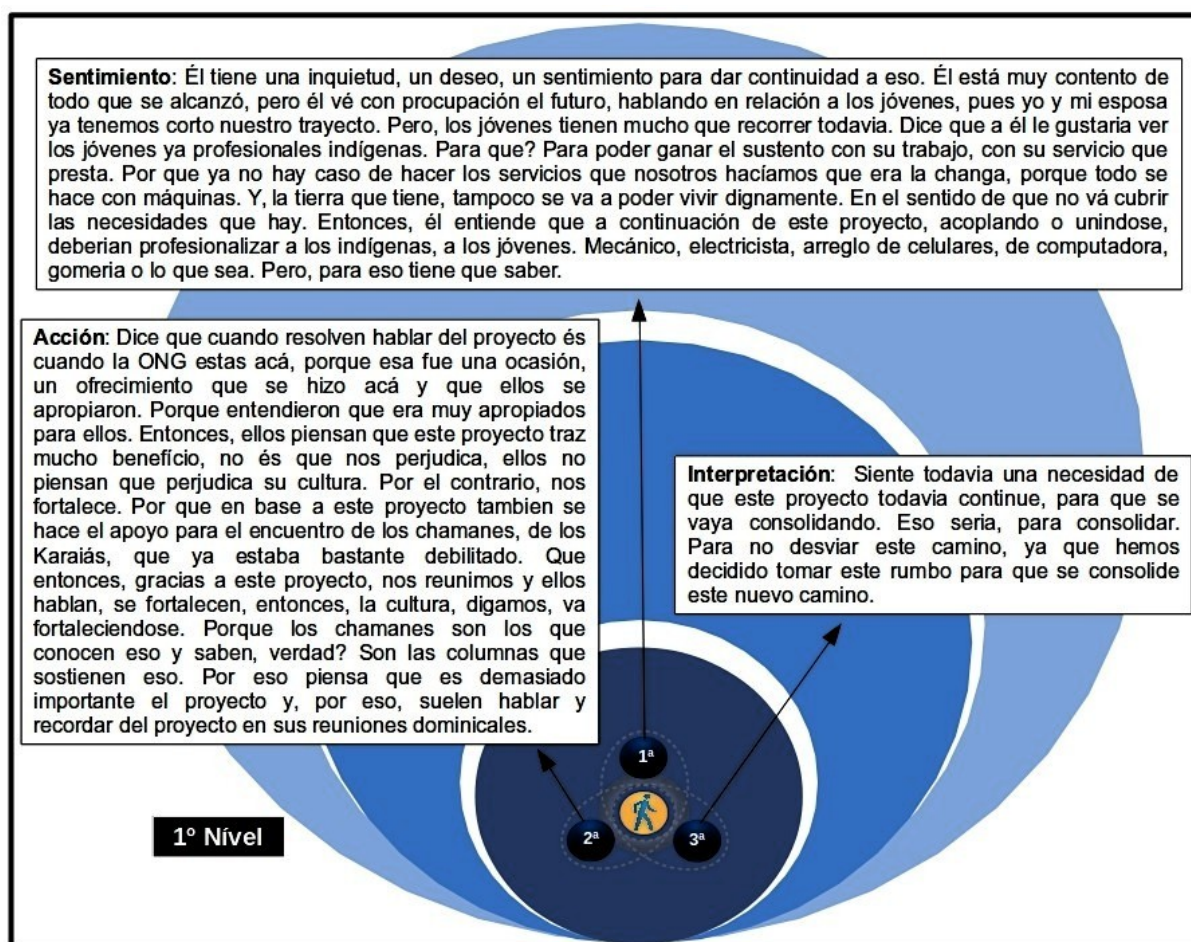 Sentimiento: Él tiene una inquietud, un deseo, un sentimiento para dar continuidad a eso. Él está muy contento de
todo que se alcanzó, pero él vé con procupación el futuro, hablando en relación a los jóvenes, pues yo y mi esposa
ya tenemos corto nuestro trayecto. Pero, los jóvenes tienen mucho que recorrer todavia. Dice que a él le gustaria ver
los jóvenes ya profesionales indígenas. Para que? Para poder ganar el sustento con su trabajo, con su servicio que
presta. Por que ya no hay caso de hacer los servicios que nosotros hacíamos que era la changa, porque todo se
hace con máquinas. Y, la tierra que tiene, tampoco se va a poder vivir dignamente. En el sentido de que no vá cubrir
las necesidades que hay. Entonces, él entiende que a continuación de este proyecto, acoplando o unindose,
deberian profesionalizar a los indígenas, a los jóvenes. Mecánico, electricista, arreglo de celulares, de computadora,
gomeria o lo que sea. Pero, para eso tiene que saber.
Acción: Dice que cuando resolven hablar del proyecto és
cuando la ONG estas acá, porque esa fue una ocasión,
un ofrecimiento que se hizo acá y que ellos se
apropiaron. Porque entendieron que era muy apropiados
para ellos. Entonces, ellos piensan que este proyecto traz
mucho benefício, no és que nos perjudica, ellos no
piensan que perjudica su cultura. Por el contrario, nos
fortalece. Por que en base a este proyecto tambien se
hace el apoyo para el encuentro de los chamanes, de los
Karaiás, que ya estaba bastante debilitado. Que
entonces, gracias a este proyecto, nos reunimos y ellos
hablan, se fortalecen, entonces, la cultura, digamos, va
fortaleciendose. Porque los chamanes son los que
conocen eso y saben, verdad? Son las columnas que
sostienen eso. Por eso piensa que es demasiado
importante el proyecto y, por eso, suelen hablar y
recordar del proyecto en sus reuniones dominicales.
Interpretación: Siente todavia una necesidad de
que este proyecto todavia continue, para que se
vaya consolidando. Eso seria, para consolidar.
Para no desviar este camino, ya que hemos
decidido tomar este rumbo para que se consolide
este nuevo camino.
1ª
2ª
3ª
1º Nível